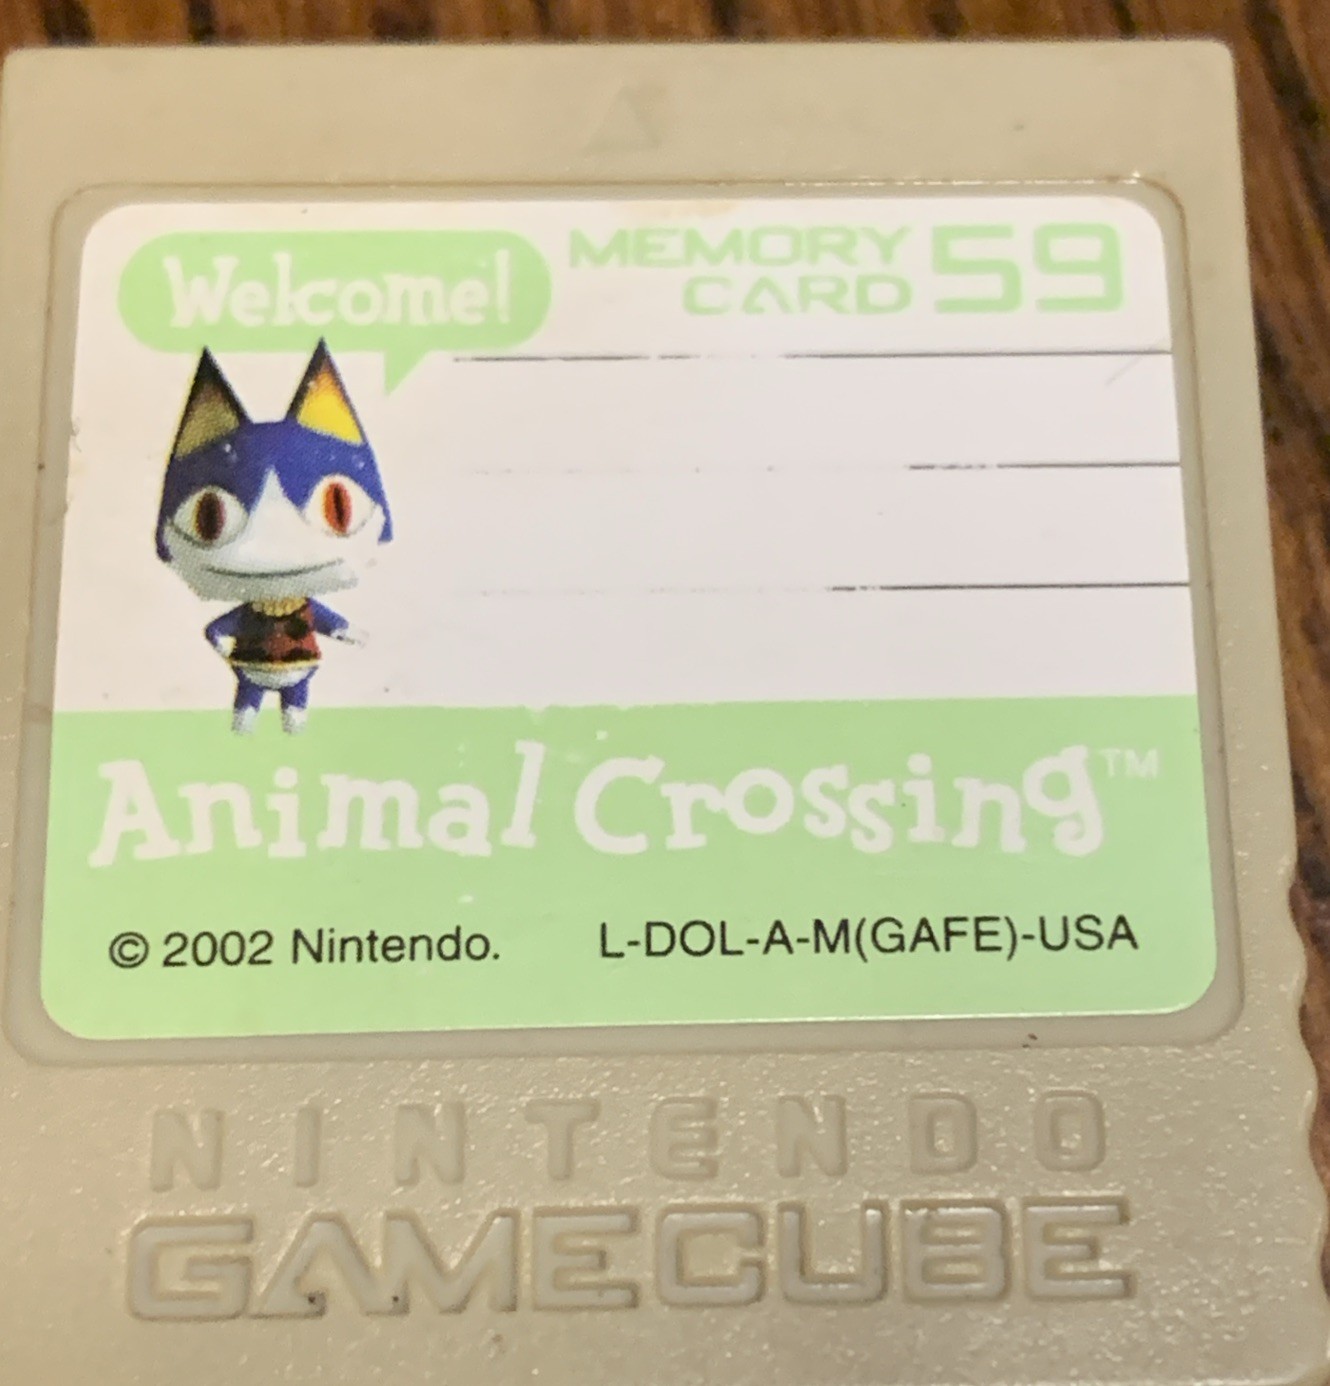 Welcome!
MEMORY
CARD 59
Animal Crossing™
© 2002 Nintendo. L-DOL-A-M(GAFE)-USA
NINTENDO
GAMECUBE